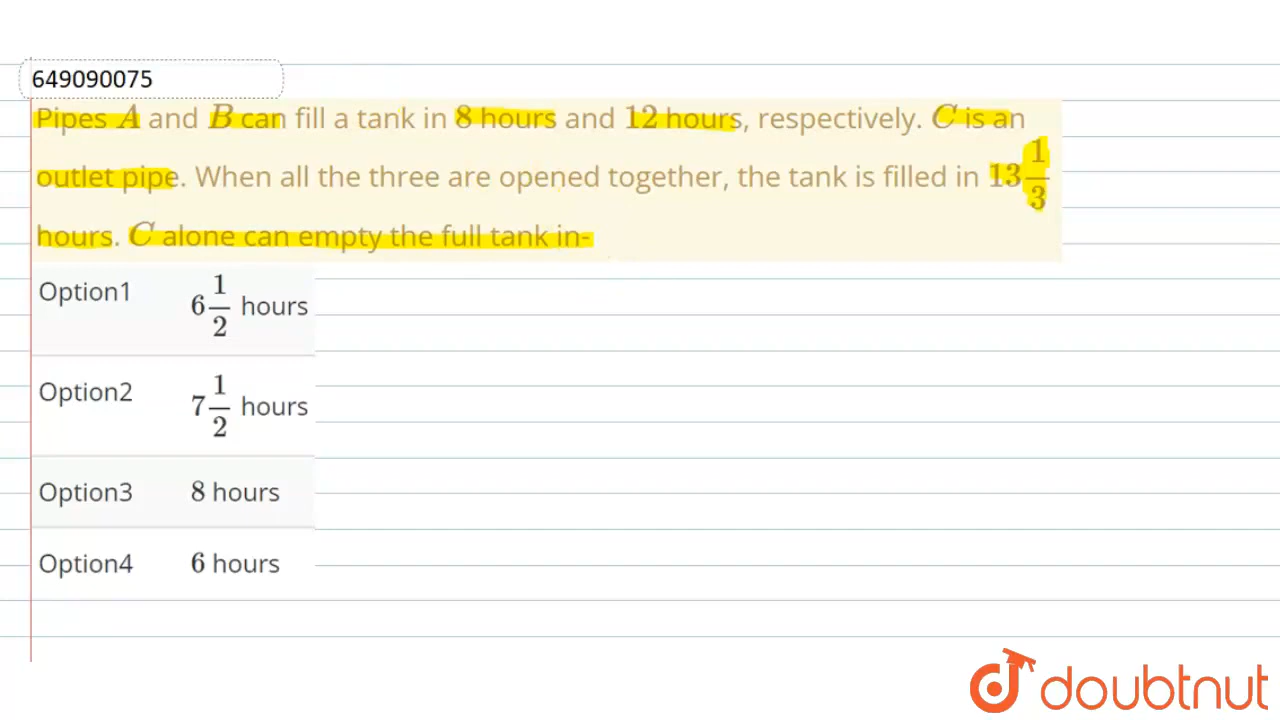 649090075
Pipes A and B can fill a tank in 8 hours and 12 hours, respectively. C is an
outlet pipe. When all the three are opened together, the tank is filled in 13 1/3
hours. C alone can empty the full tank in-
Option1 6 1/2 hours
Option2 7 1/2 hours
Option3 8 hours
Option4 6 hours
doubtnut